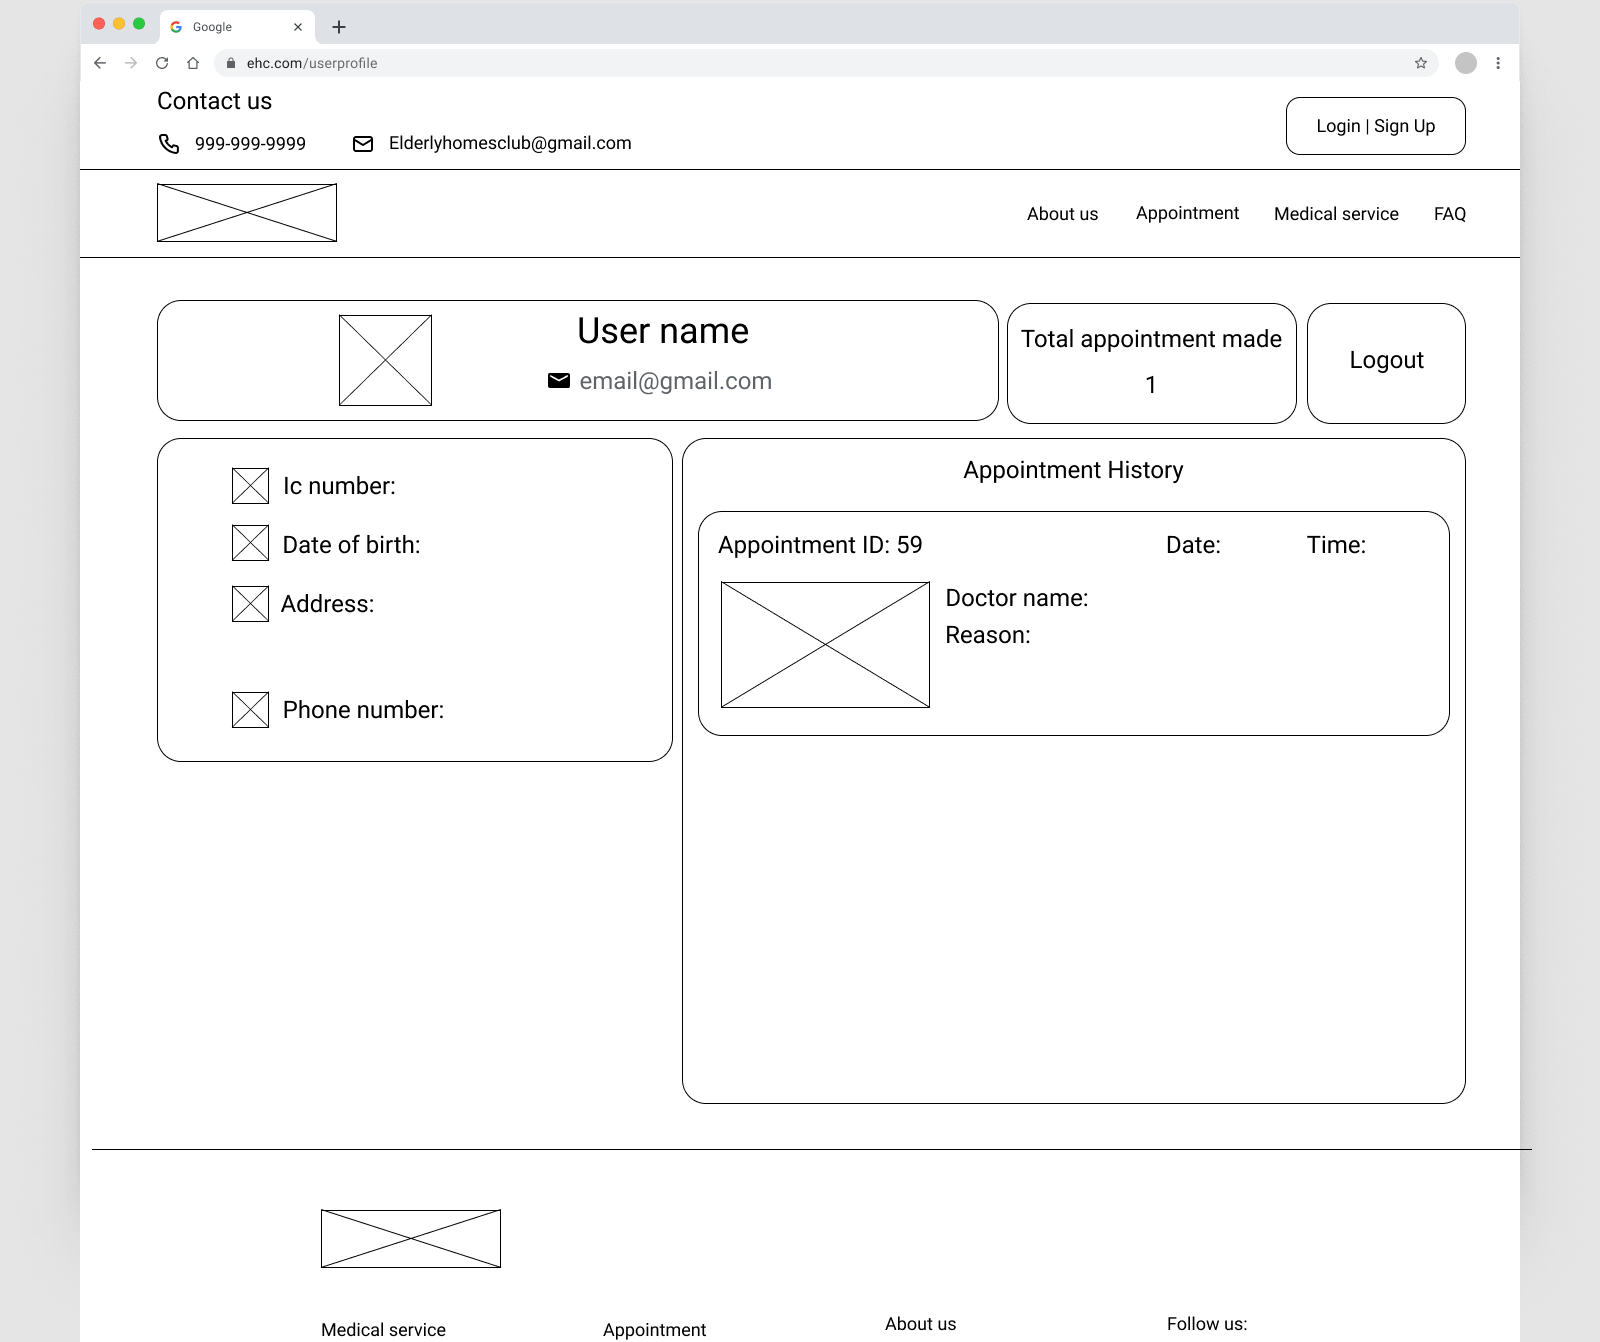 Google
ehc.com/userprofile
Contact us
999-999-9999 Elderlyhomesclub@gmail.com
Login | Sign Up
About us Appointment Medical service FAQ
User name
email@gmail.com
Total appointment made
1
Logout
Ic number:
Date of birth:
Address:
Phone number:
Appointment History
Appointment ID: 59 Date: Time:
Doctor name:
Reason:
Medical service Appointment About us Follow us: